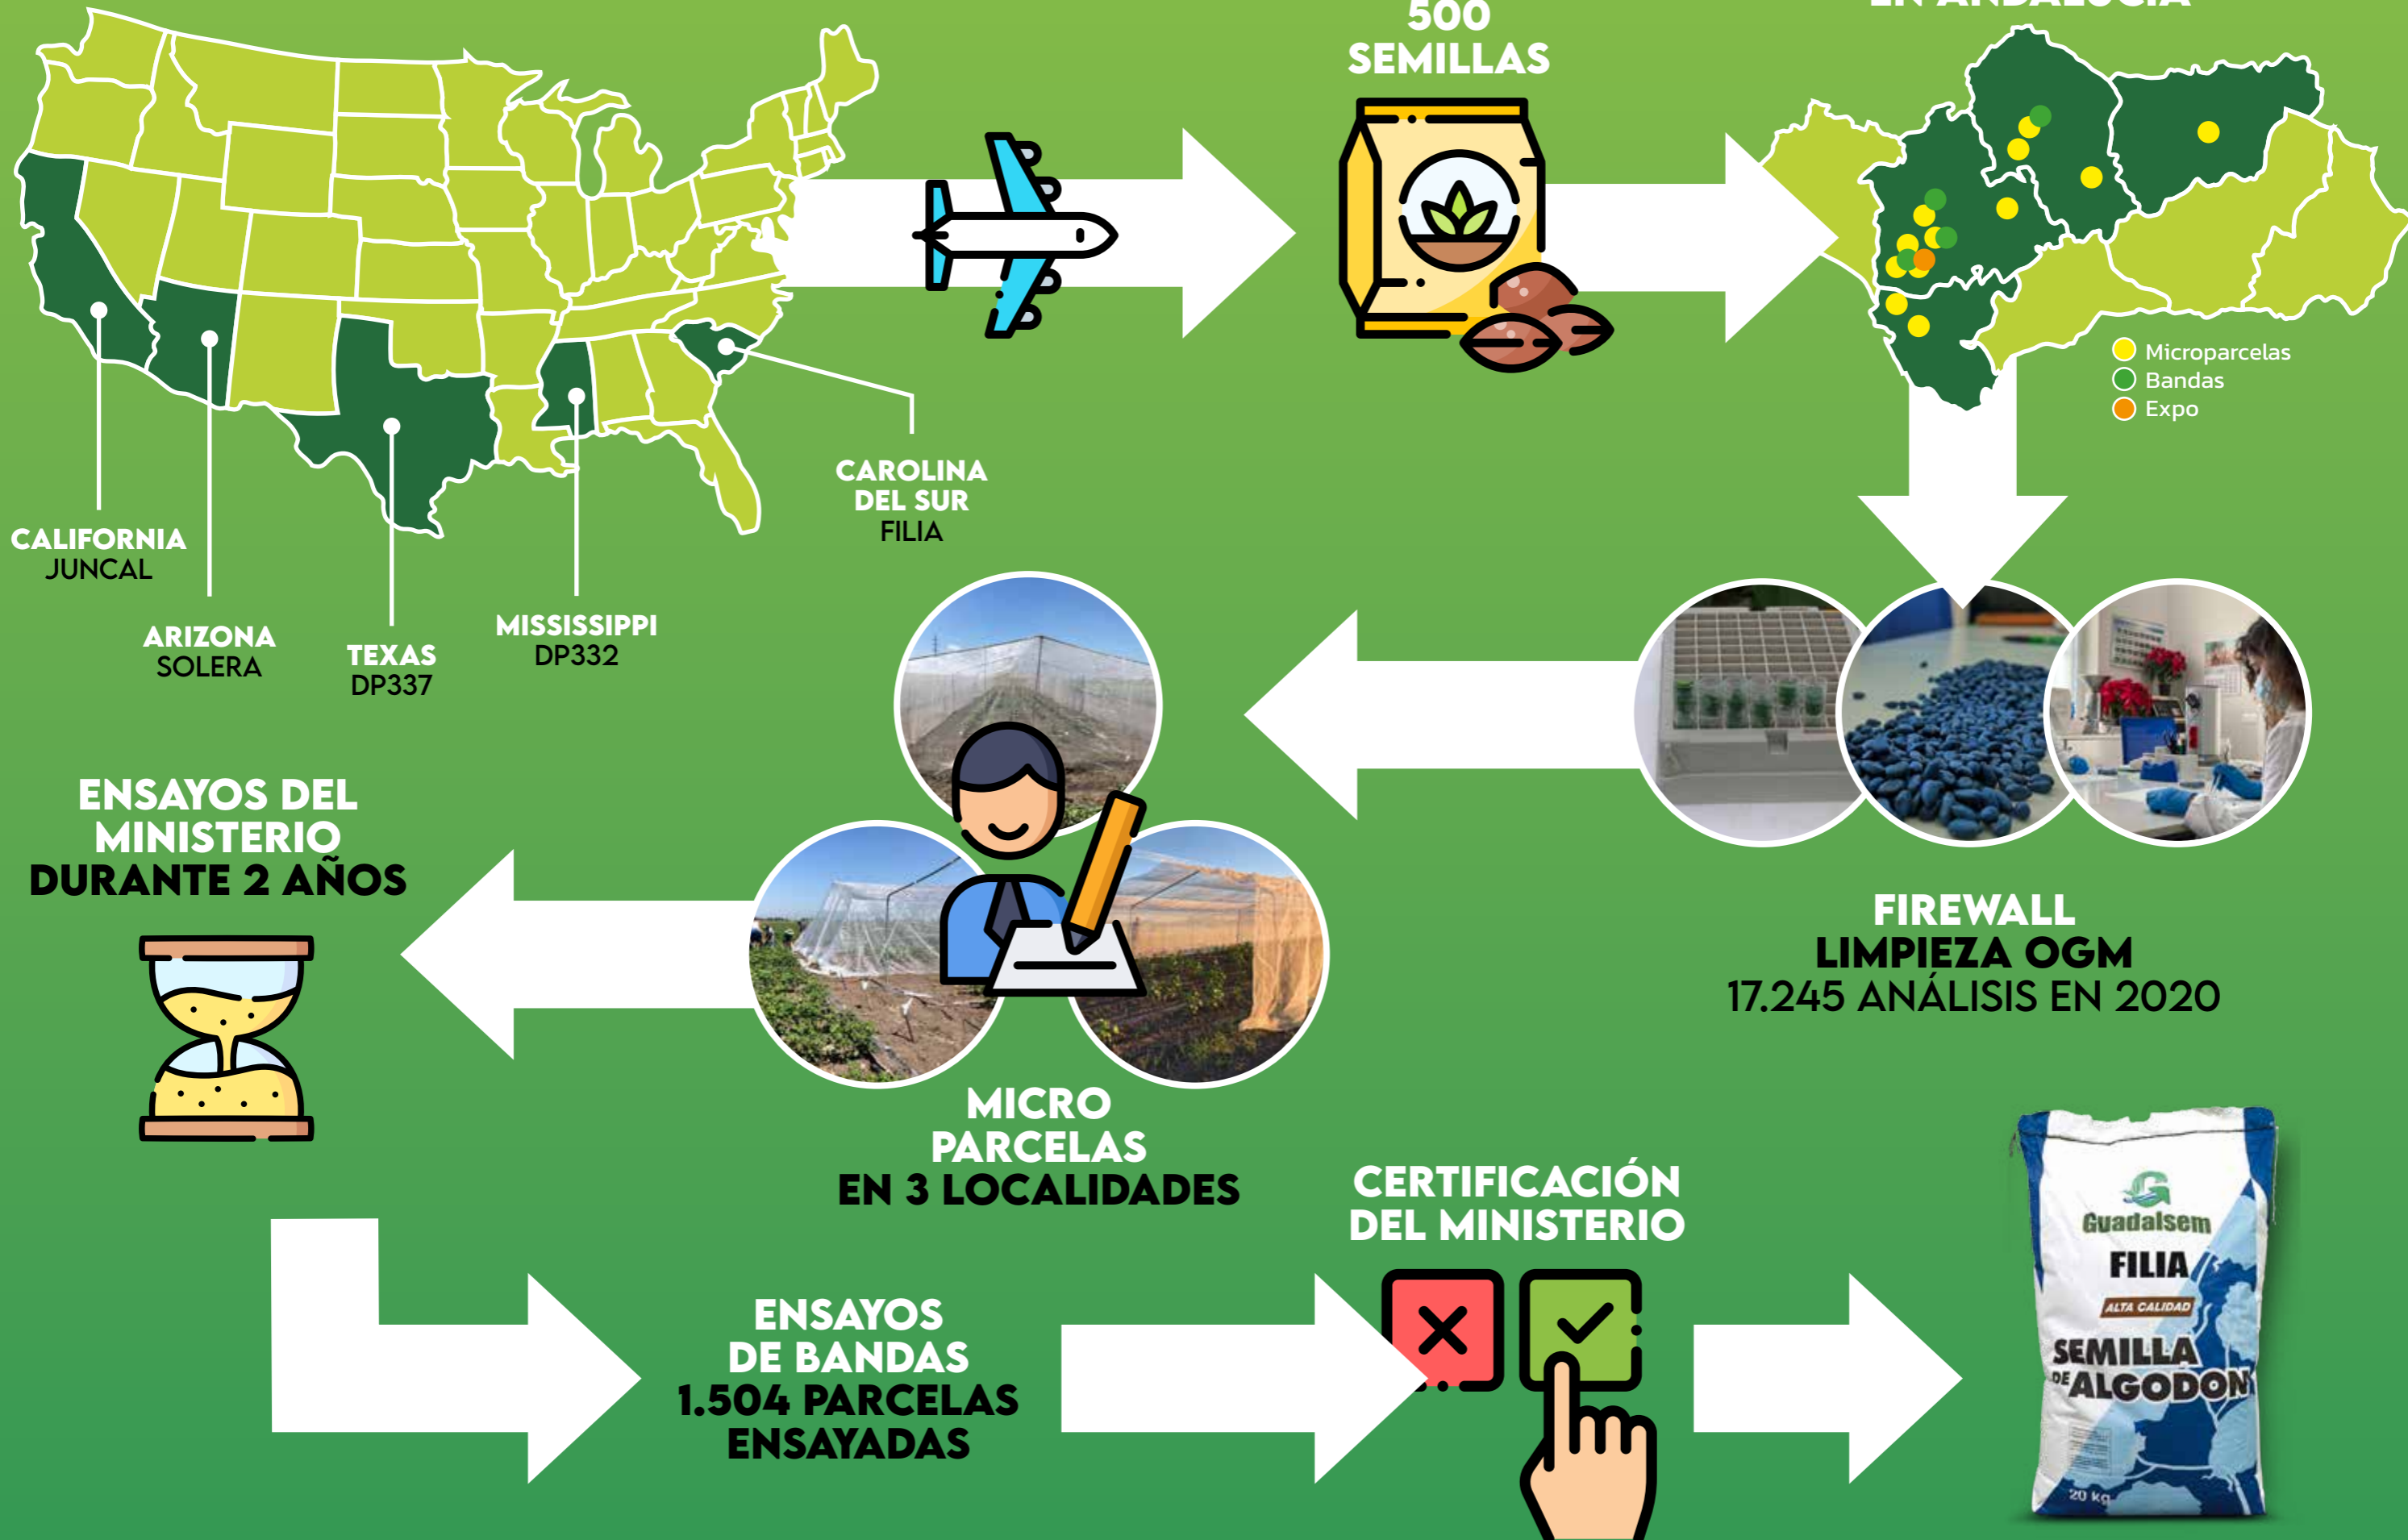 500
SEMILLAS
EN ANDALUCÍA
Microparcelas
Bandas
Expo
CALIFORNIA
JUNCAL
ARIZONA
SOLERA
TEXAS
DP337
MISSISSIPPI
DP332
CAROLINA
DEL SUR
FILIA
FIREWALL
LIMPIEZA OGM
17.245 ANÁLISIS EN 2020
MICRO
PARCELAS
EN 3 LOCALIDADES
ENSAYOS DEL
MINISTERIO
DURANTE 2 AÑOS
ENSAYOS
DE BANDAS
1.504 PARCELAS
ENSAYADAS
CERTIFICACIÓN
DEL MINISTERIO
Guadalsem
FILIA
ALTA CALIDAD
SEMILLA
DE ALGODON
20 kg